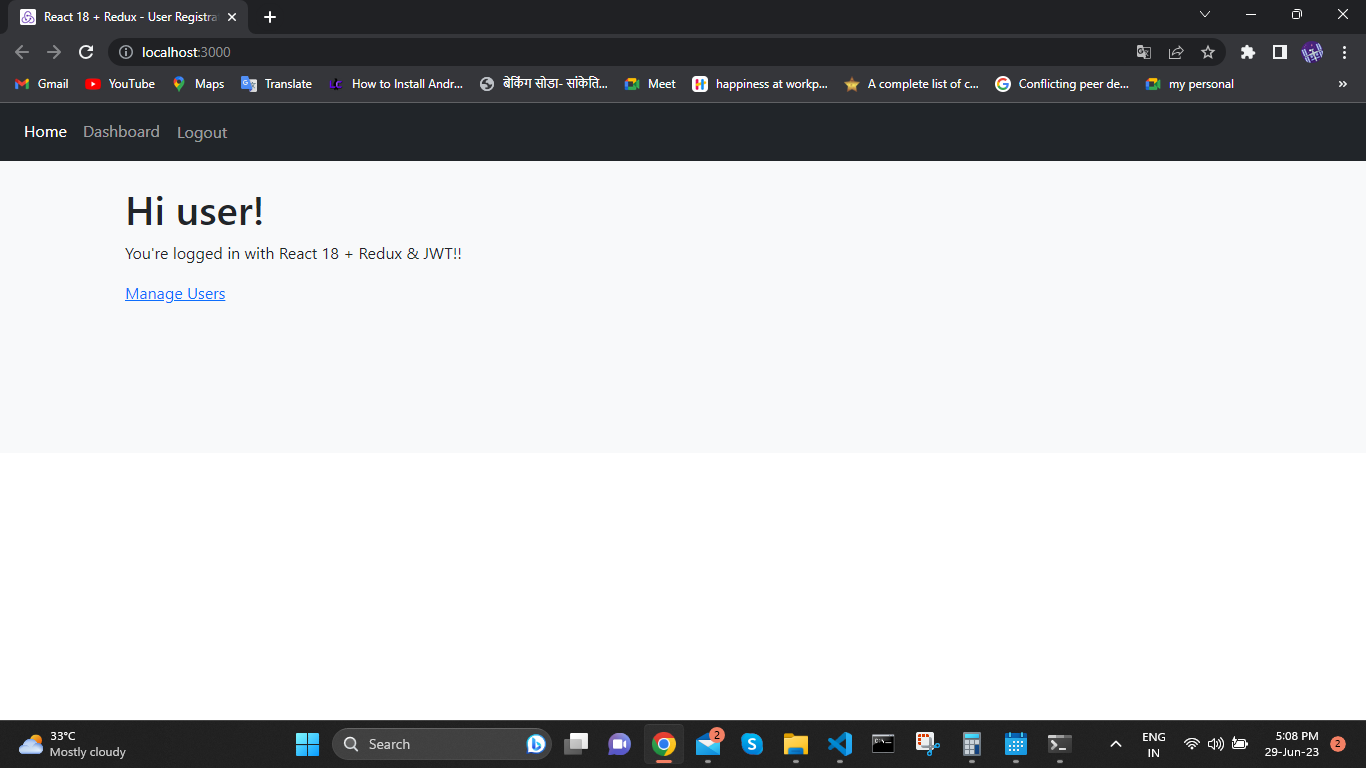 React 18 + Redux - User Registra
localhost:3000
Gmail
YouTube
Maps
Translate
How to Install Andr...
बेकिंग सोडा- सांकेति...
Meet
happiness at workp...
A complete list of c...
Conflicting peer de...
my personal
»
Home
Dashboard
Logout
Hi user!
You're logged in with React 18 + Redux & JWT!!
Manage Users
33°C
Mostly cloudy
Search
2
ENG
IN
5:08 PM
29-Jun-23
2